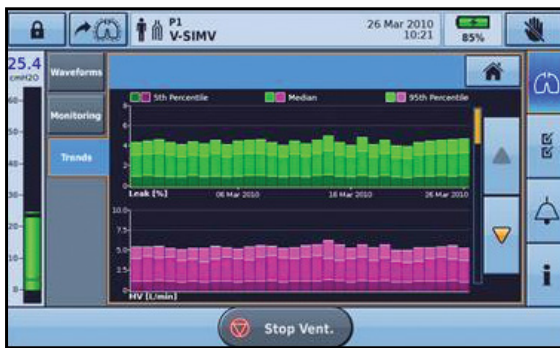 P1
V-SIMV
26 Mar 2010
10:21
85%
25.4
cmH2O
60
50
40
30
20
10
0
Waveforms
Monitoring
Trends
5th Percentile Median 95th Percentile
8
6
4
2
0
Leak [%] 06 Mar 2010 16 Mar 2010 26 Mar 2010
10.0
7.5
5.0
2.5
0
MV [L/min]
Stop Vent.